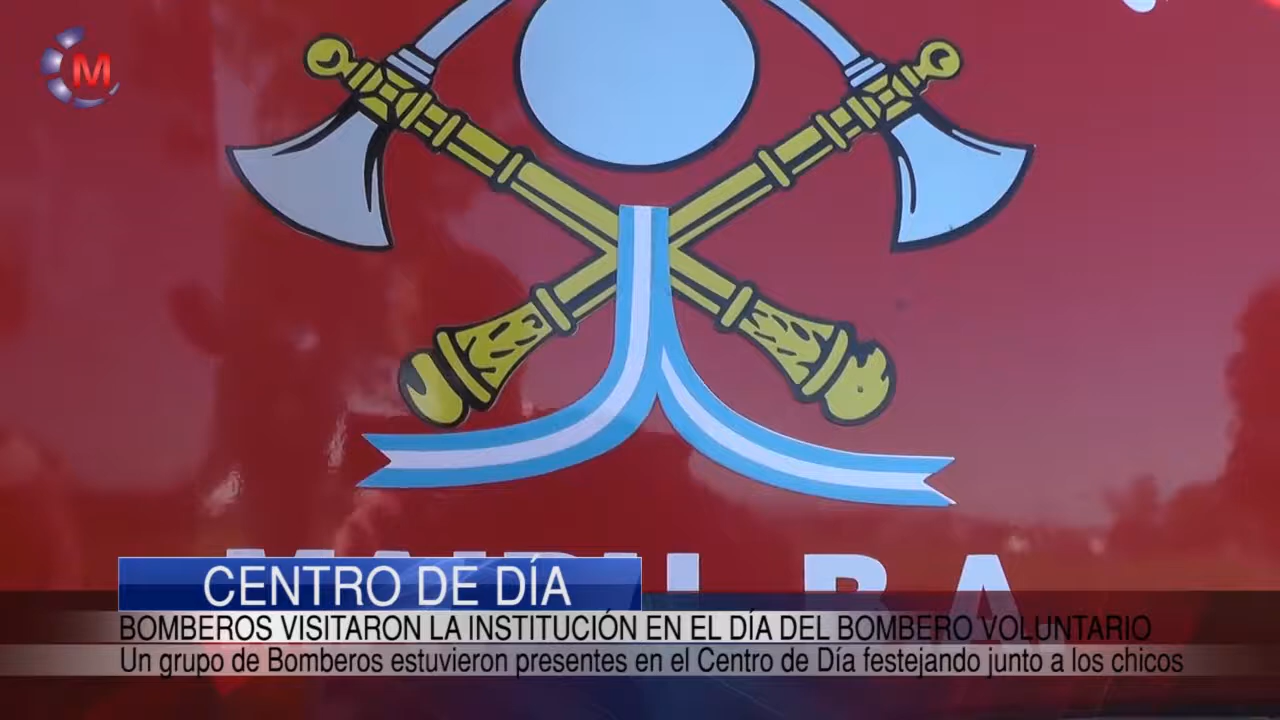 M
CENTRO DE DÍA
BOMBEROS VISITARON LA INSTITUCIÓN EN EL DÍA DEL BOMBERO VOLUNTARIO
Un grupo de Bomberos estuvieron presentes en el Centro de Día festejando junto a los chicos